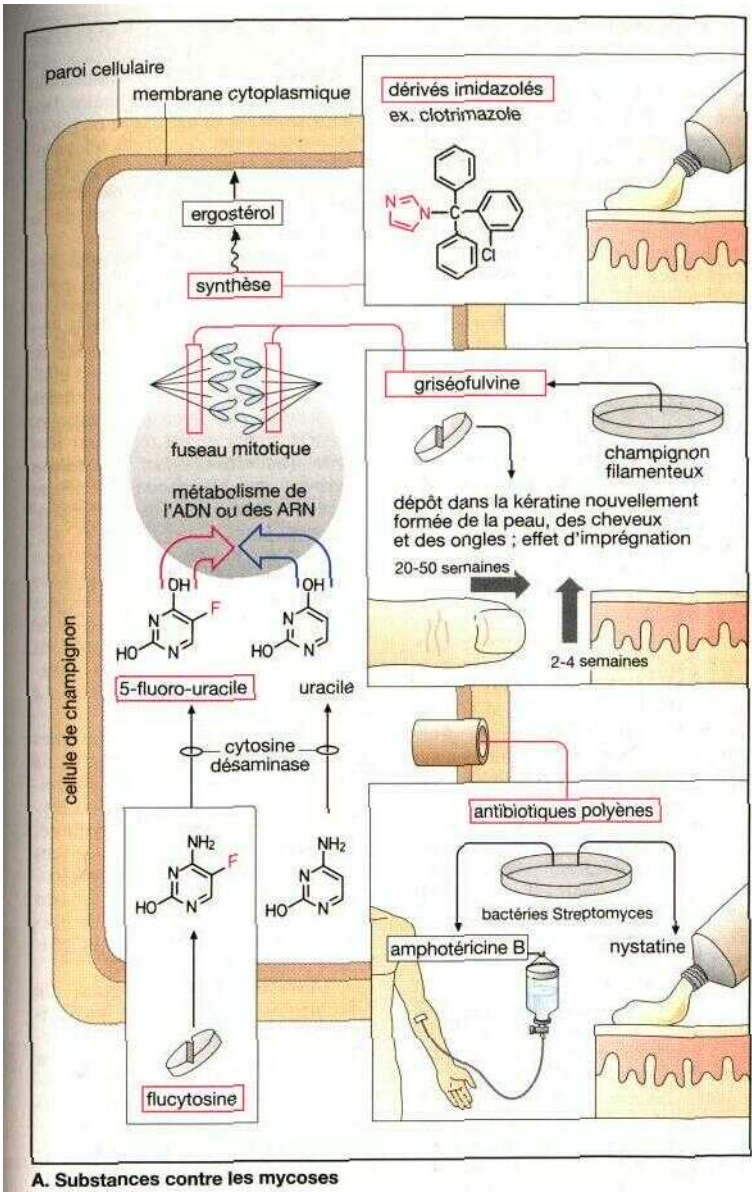 paroi cellulaire
membrane cytoplasmique
dérivés imidazolés
ex. clotrimazole
N
N
C
Cl
ergostérol
synthèse
griséofulvine
champignon
filamenteux
fuseau mitotique
métabolisme de
l'ADN ou des ARN
dépôt dans la kératine nouvellement
formée de la peau, des cheveux
et des ongles ; effet d'imprégnation
20-50 semaines
2-4 semaines
OH
F
N
HO
N
OH
N
HO
N
5-fluoro-uracile
uracile
cytosine
désaminase
cellule de champignon
antibiotiques polyènes
NH2
F
N
HO
N
NH2
N
HO
N
bactéries Streptomyces
amphotéricine B
nystatine
flucytosine
A. Substances contre les mycoses